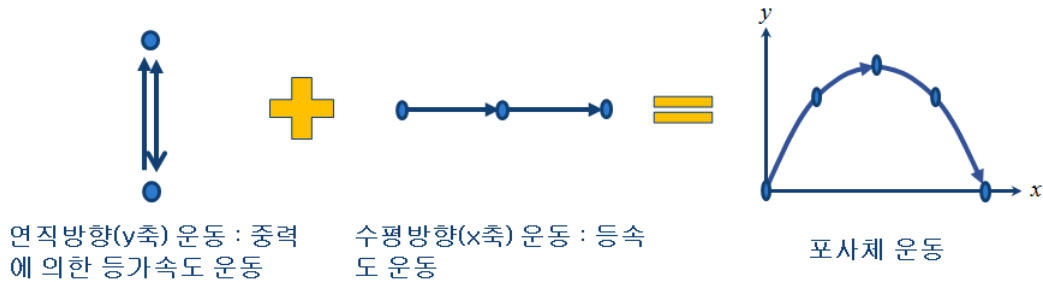 y
x
연직방향(y축) 운동 : 중력
에 의한 등가속도 운동
수평방향(x축) 운동 : 등속
도 운동
포사체 운동